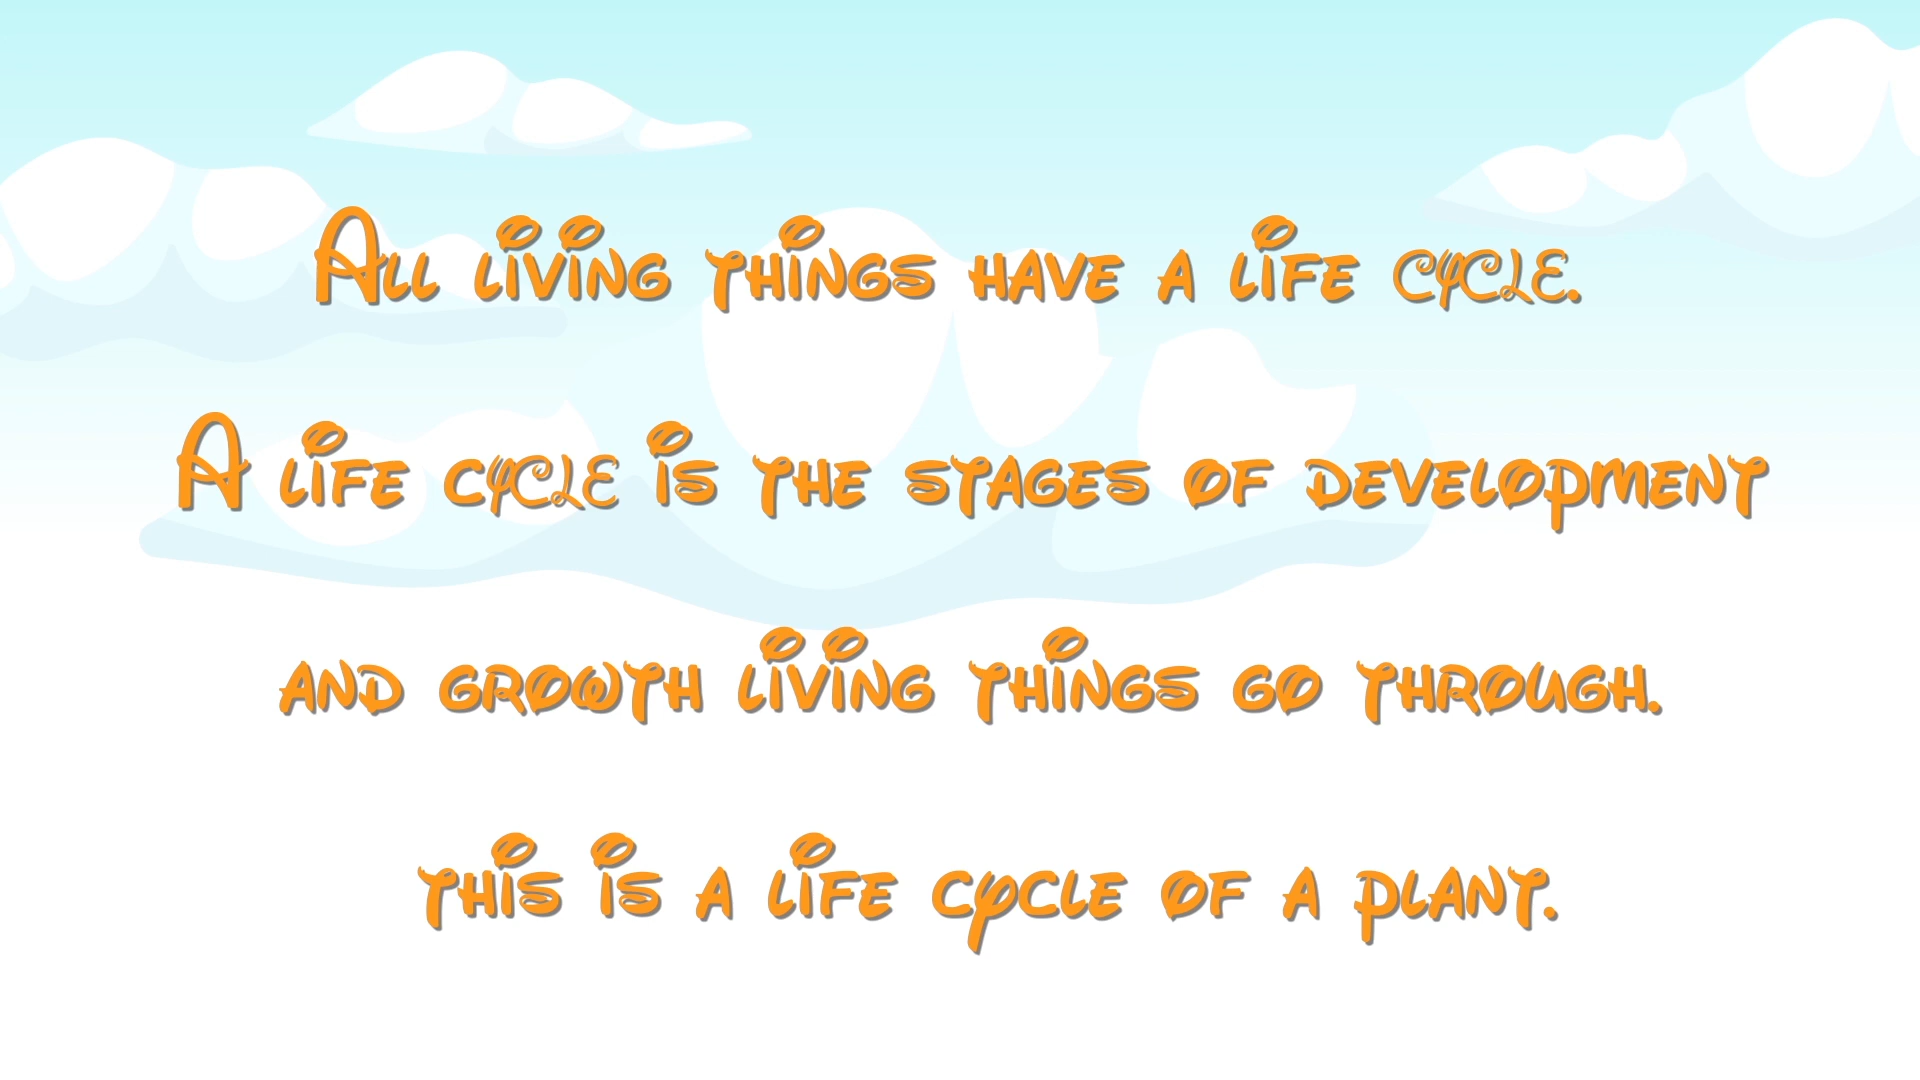 All living things have a life cycle.
A life cycle is the stages of development
and growth living things go through.
this is a life cycle of a plant.